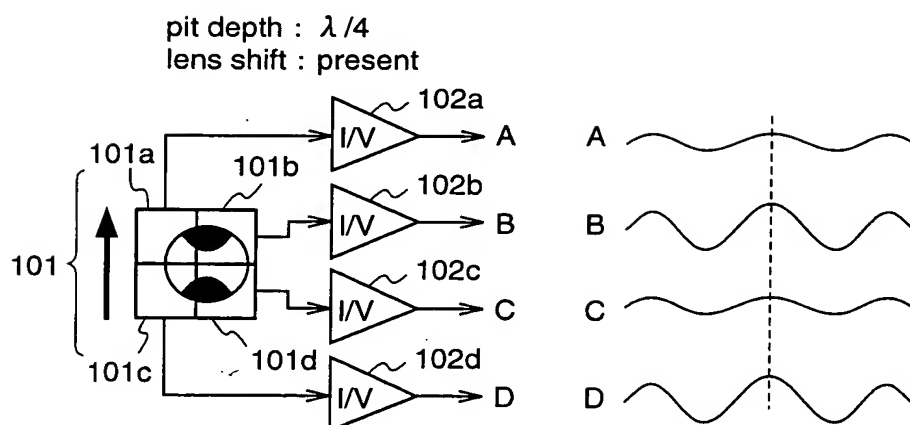 pit depth : λ/4
lens shift : present
102a
I/V
A
A
101a
101b
102b
I/V
B
B
101
102c
I/V
C
C
101c
101d
102d
I/V
D
D